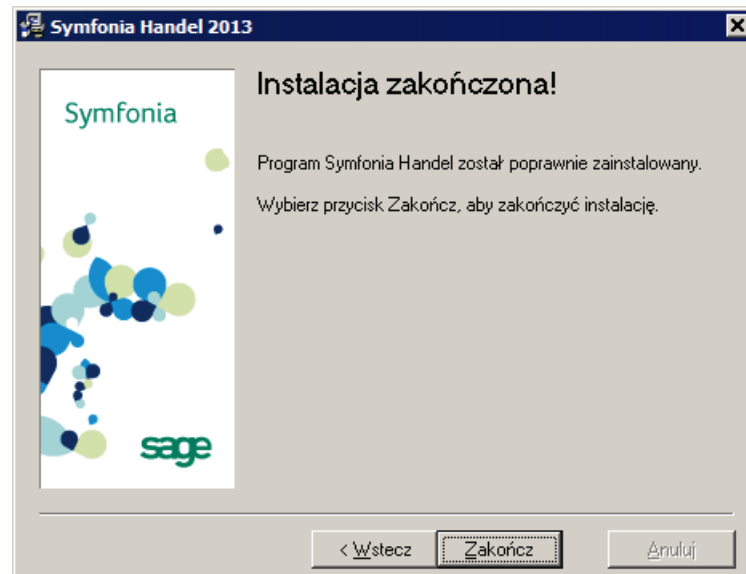 Symfonia Handel 2013
Symfonia
Instalacja zakończona!
Program Symfonia Handel został poprawnie zainstalowany.
Wybierz przycisk Zakończ, aby zakończyć instalację.
sage
< Wstecz
Zakończ
Anuluj